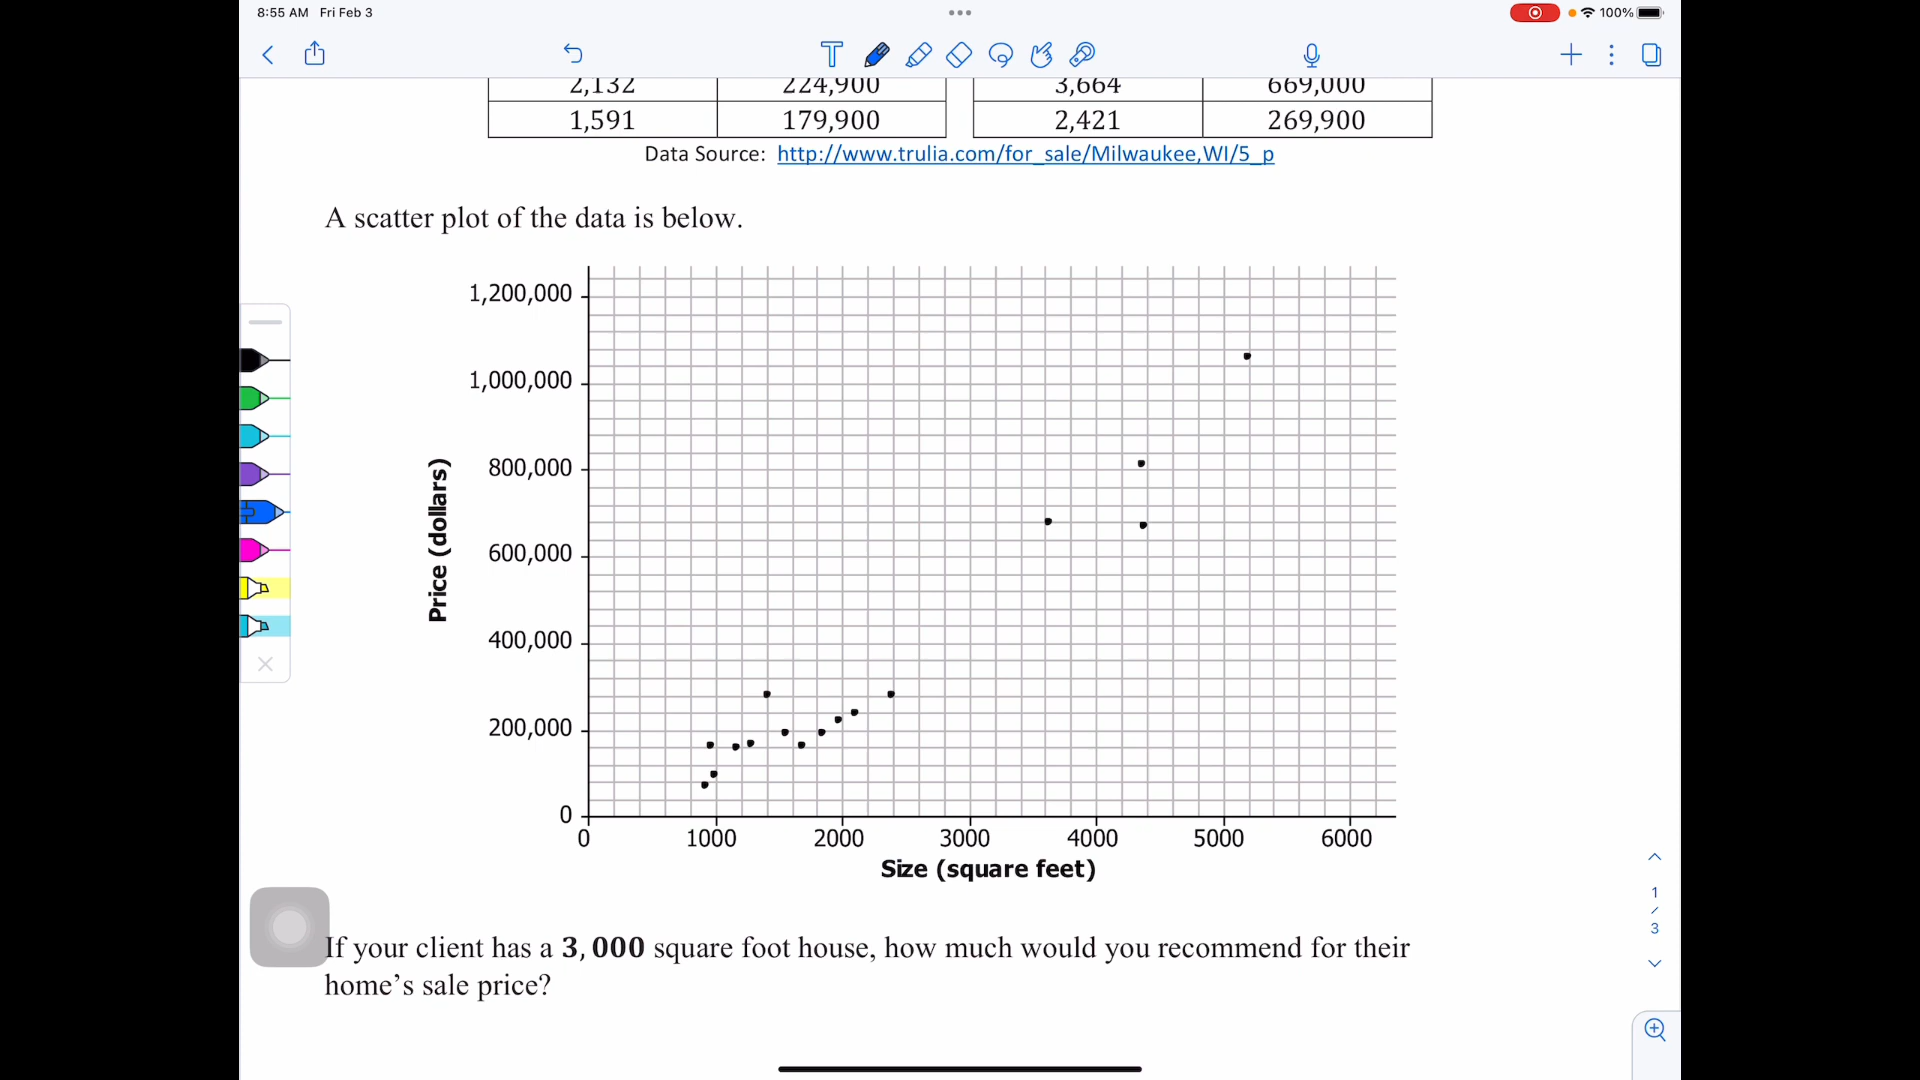 8:55 AM Fri Feb 3
100%
2,132 224,900 3,664 669,000
1,591 179,900 2,421 269,900
Data Source: http://www.trulia.com/for_sale/Milwaukee,WI/5_p
A scatter plot of the data is below.
1,200,000
1,000,000
800,000
600,000
400,000
200,000
0
Price (dollars)
0 1000 2000 3000 4000 5000 6000
Size (square feet)
If your client has a 3,000 square foot house, how much would you recommend for their
home's sale price?
1
/
3